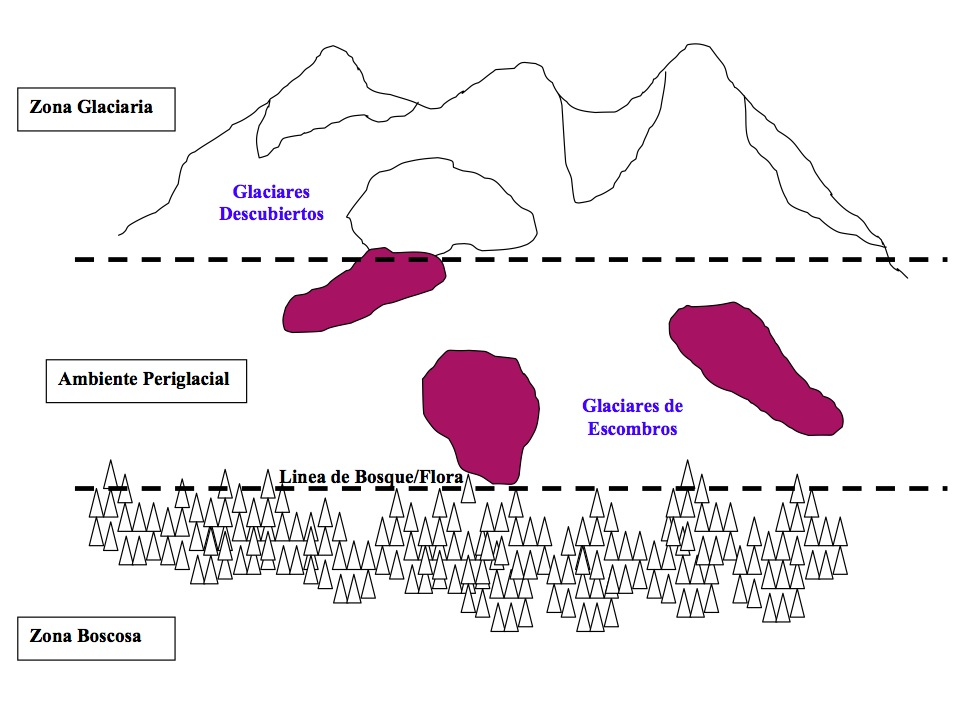 Zona Glaciaria
Glaciares
Descubiertos
Ambiente Periglacial
Glaciares de
Escombros
Linea de Bosque/Flora
Zona Boscosa